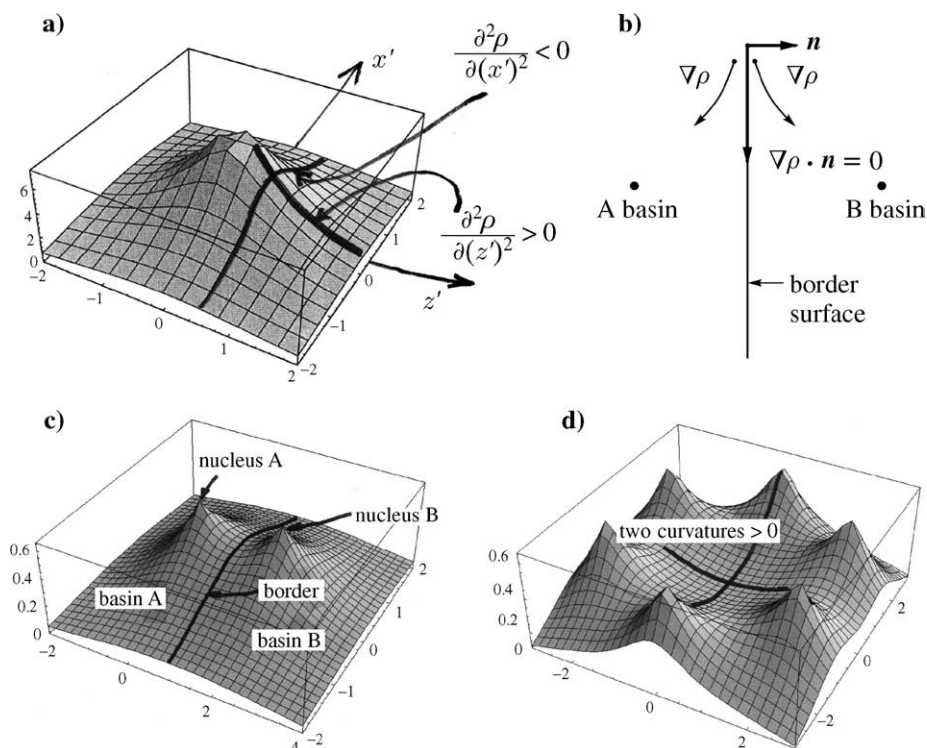 a)
x′
∂²ρ
∂(x′)²
< 0
∂²ρ
∂(z′)²
> 0
z′
6
4
2
0
−2
−1
0
1
2
−2
−1
0
1
2
b)
n
∇ρ
∇ρ
∇ρ · n = 0
A basin
B basin
border
surface
c)
nucleus A
nucleus B
basin A
border
basin B
0.6
0.4
0.2
0
−2
0
2
4
−2
−1
0
1
2
d)
two curvatures > 0
0.6
0.4
0.2
0
−2
0
2
−2
0
2